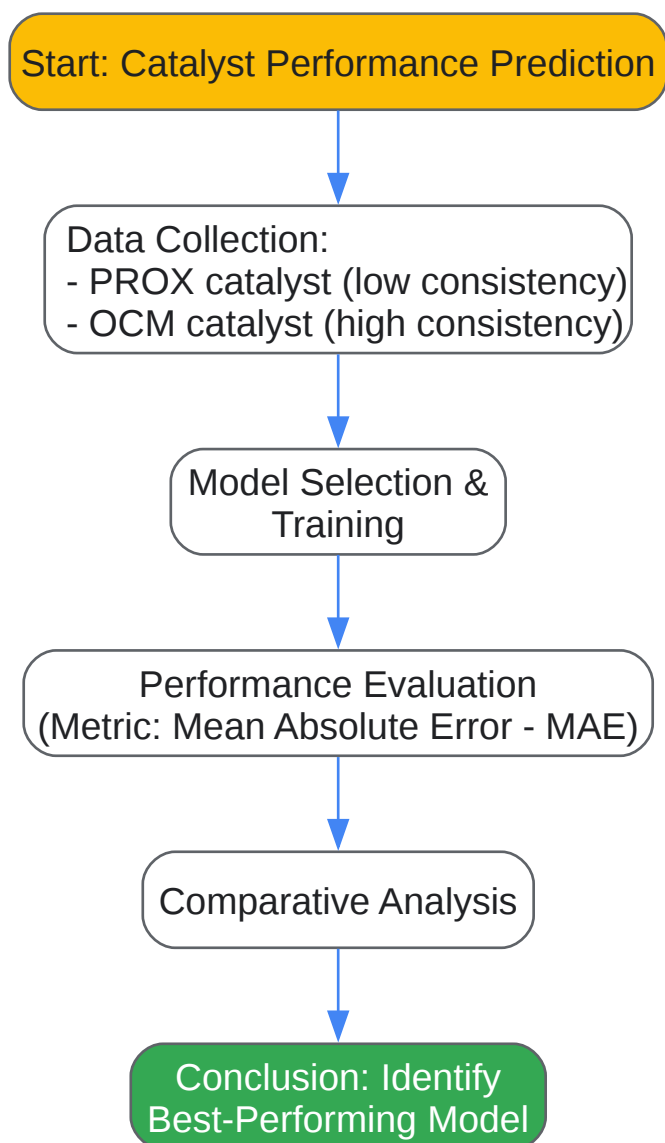 Start: Catalyst Performance Prediction
Data Collection:
- PROX catalyst (low consistency)
- OCM catalyst (high consistency)
Model Selection &
Training
Performance Evaluation
(Metric: Mean Absolute Error - MAE)
Comparative Analysis
Conclusion: Identify
Best-Performing Model